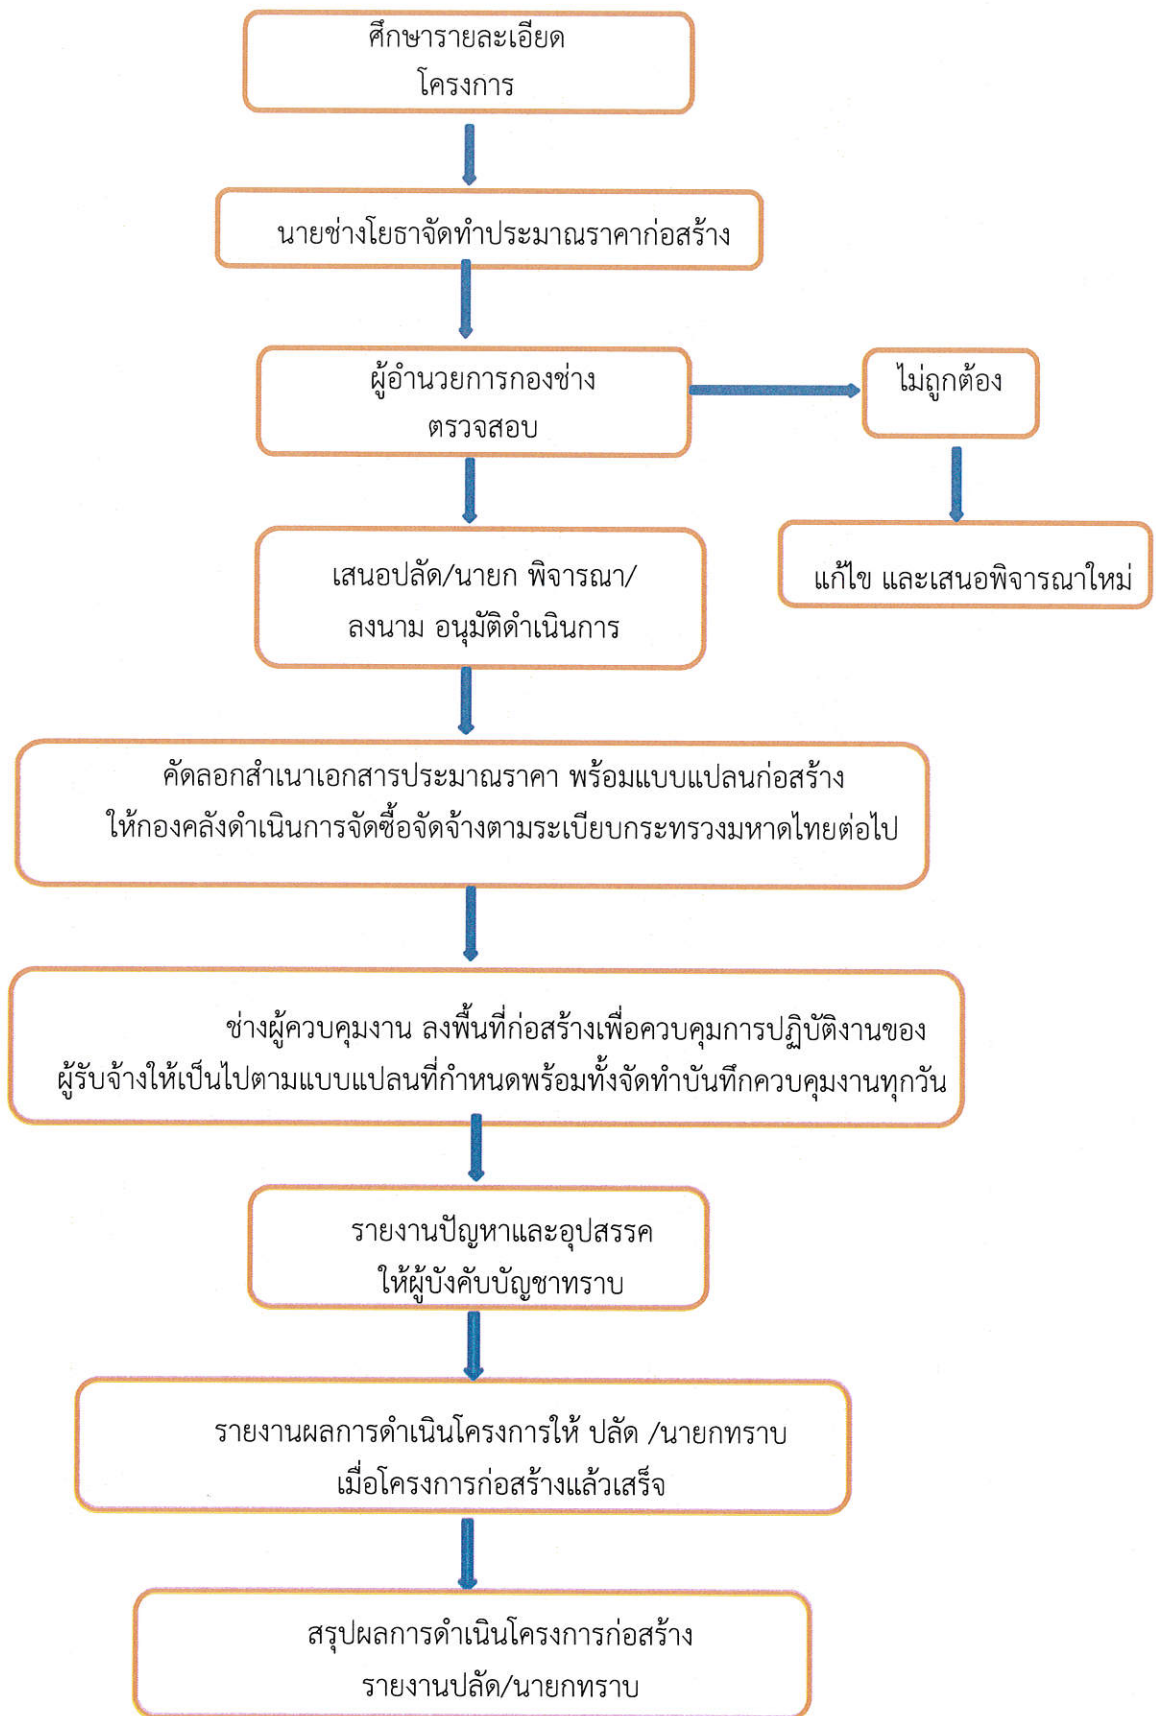 ศึกษารายละเอียด
โครงการ
นายช่างโยธาจัดทำประมาณราคาก่อสร้าง
ผู้อำนวยการกองช่าง
ตรวจสอบ
ไม่ถูกต้อง
เสนอปลัด/นายก พิจารณา/
ลงนาม อนุมัติดำเนินการ
แก้ไข และเสนอพิจารณาใหม่
คัดลอกสำเนาเอกสารประมาณราคา พร้อมแบบแปลนก่อสร้าง
ให้กองคลังดำเนินการจัดซื้อจัดจ้างตามระเบียบกระทรวงมหาดไทยต่อไป
ช่างผู้ควบคุมงาน ลงพื้นที่ก่อสร้างเพื่อควบคุมการปฏิบัติงานของ
ผู้รับจ้างให้เป็นไปตามแบบแปลนที่กำหนดพร้อมทั้งจัดทำบันทึกควบคุมงานทุกวัน
รายงานปัญหาและอุปสรรค
ให้ผู้บังคับบัญชาทราบ
รายงานผลการดำเนินโครงการให้ ปลัด /นายกทราบ
เมื่อโครงการก่อสร้างแล้วเสร็จ
สรุปผลการดำเนินโครงการก่อสร้าง
รายงานปลัด/นายกทราบ